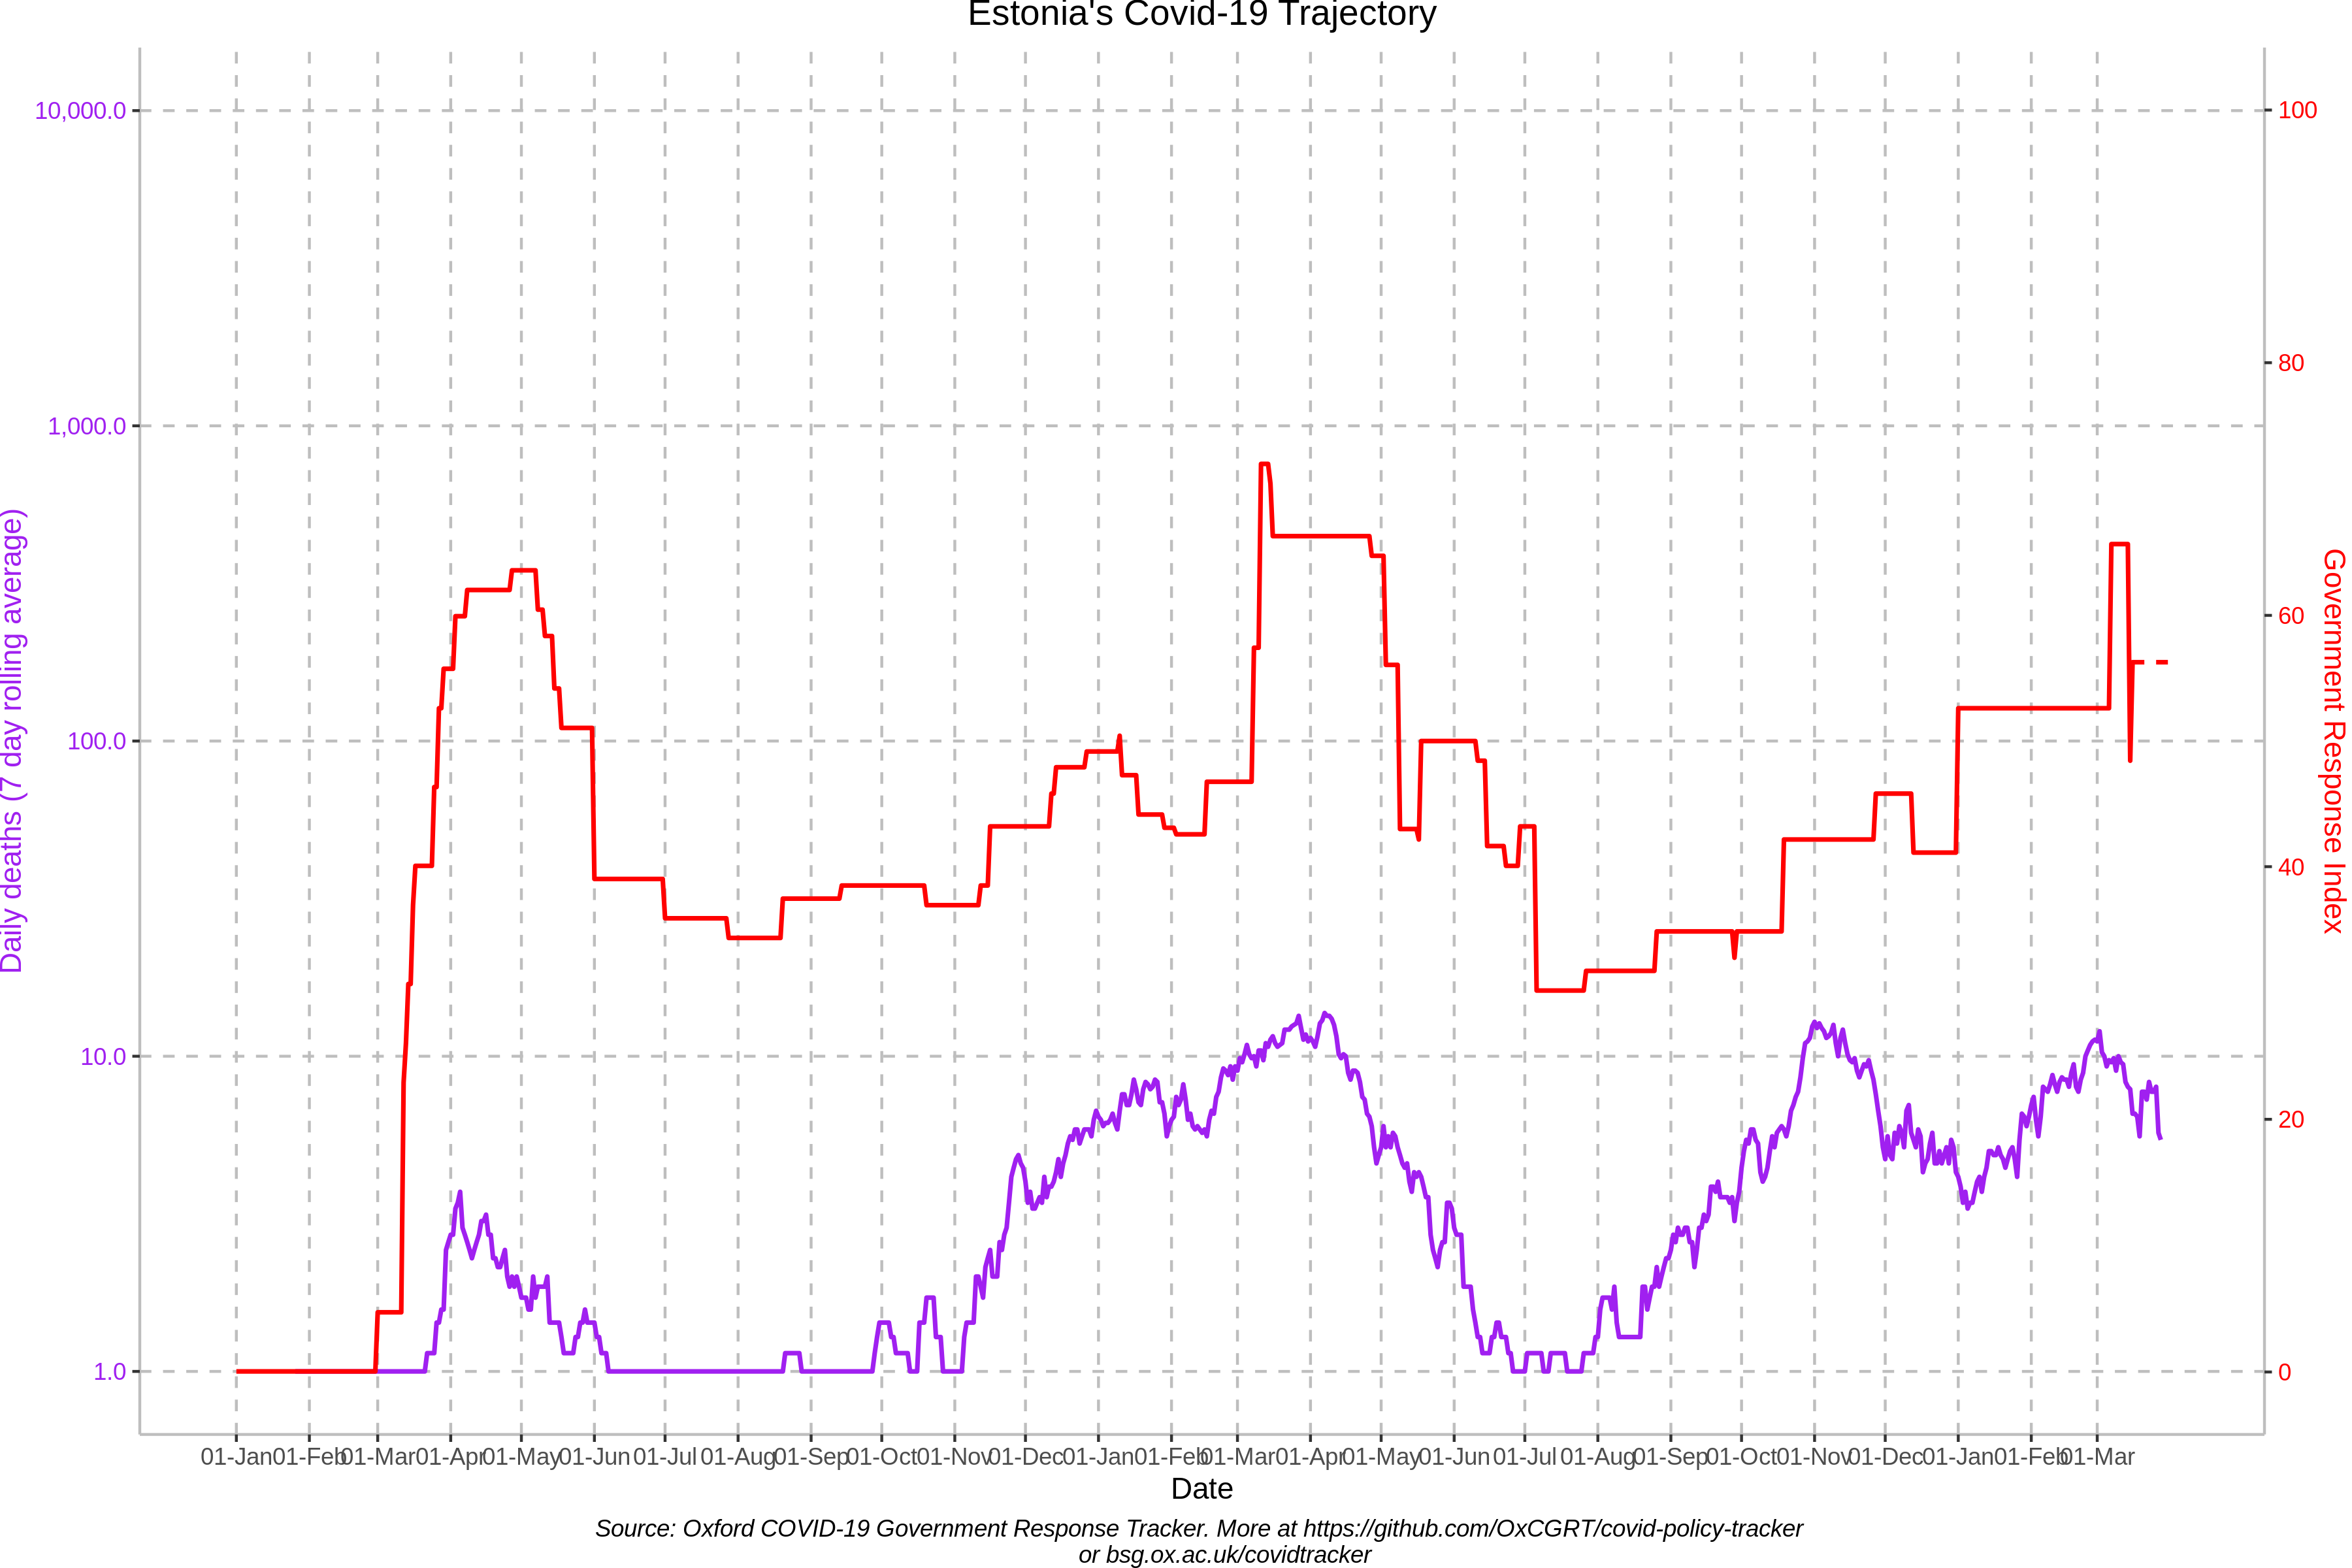 Estonia's Covid-19 Trajectory
10,000.0
1,000.0
100.0
10.0
1.0
Daily deaths (7 day rolling average)
100
80
60
40
20
0
Government Response Index
01-Jan 01-Feb 01-Mar 01-Apr 01-May 01-Jun 01-Jul 01-Aug 01-Sep 01-Oct 01-Nov 01-Dec 01-Jan 01-Feb 01-Mar 01-Apr 01-May 01-Jun 01-Jul 01-Aug 01-Sep 01-Oct 01-Nov 01-Dec 01-Jan 01-Feb 01-Mar
Date
Source: Oxford COVID-19 Government Response Tracker. More at https://github.com/OxCGRT/covid-policy-tracker
or bsg.ox.ac.uk/covidtracker